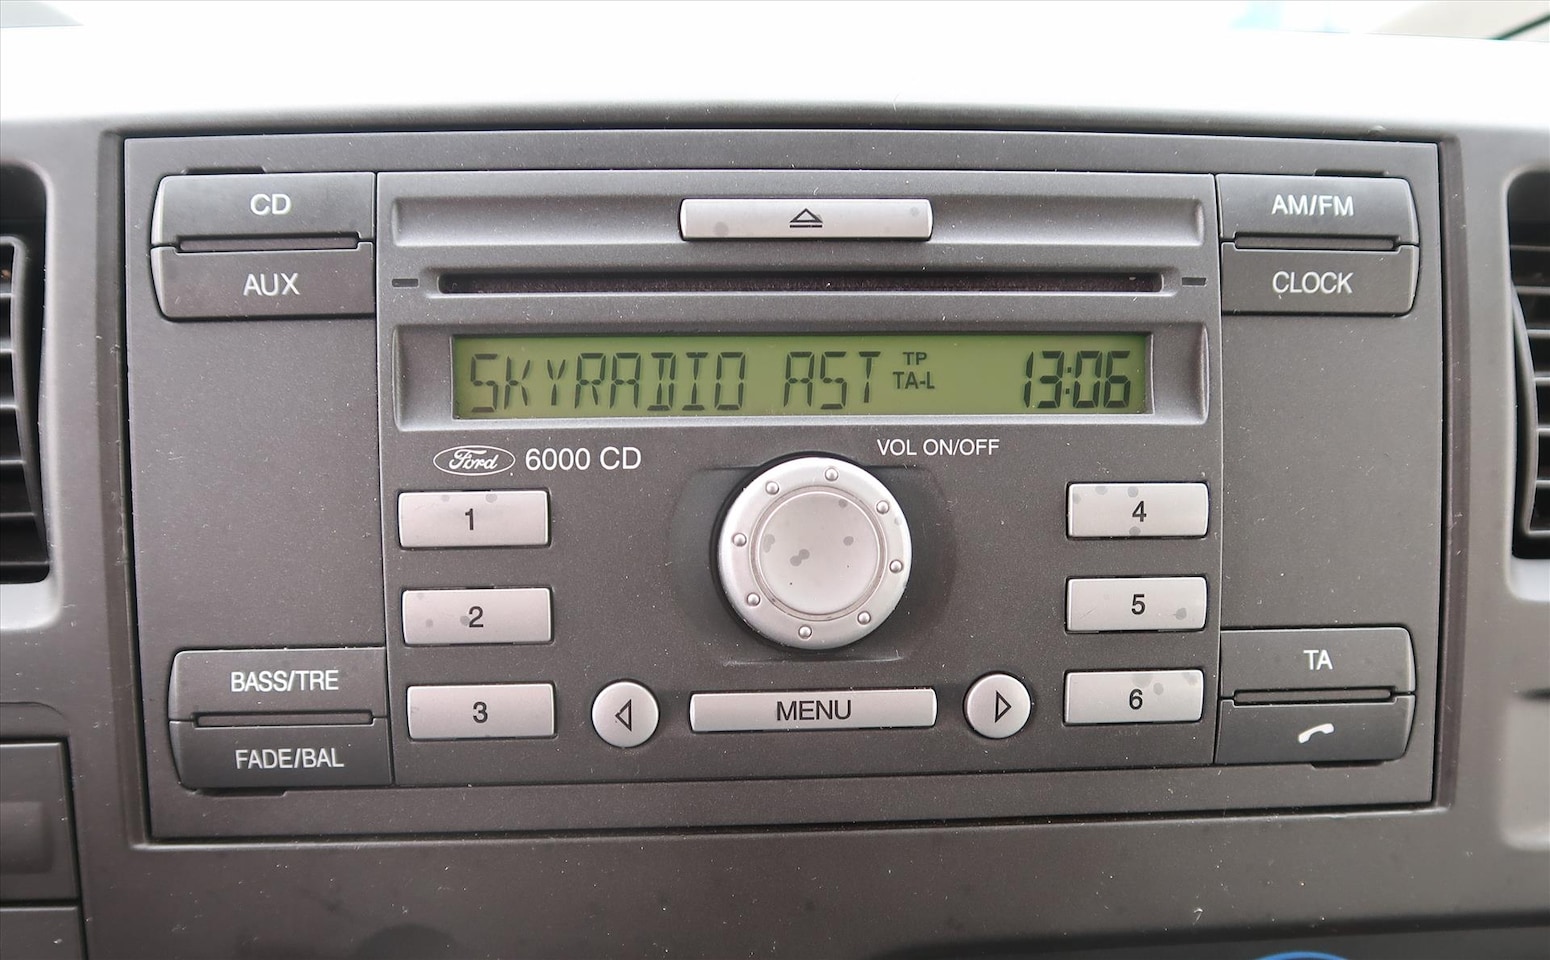 CD
AM/FM
AUX
CLOCK
SKYRADIO AST TP TA-L 13:06
Ford 6000 CD
VOL ON/OFF
1
4
2
5
BASS/TRE
TA
3
MENU
6
FADE/BAL